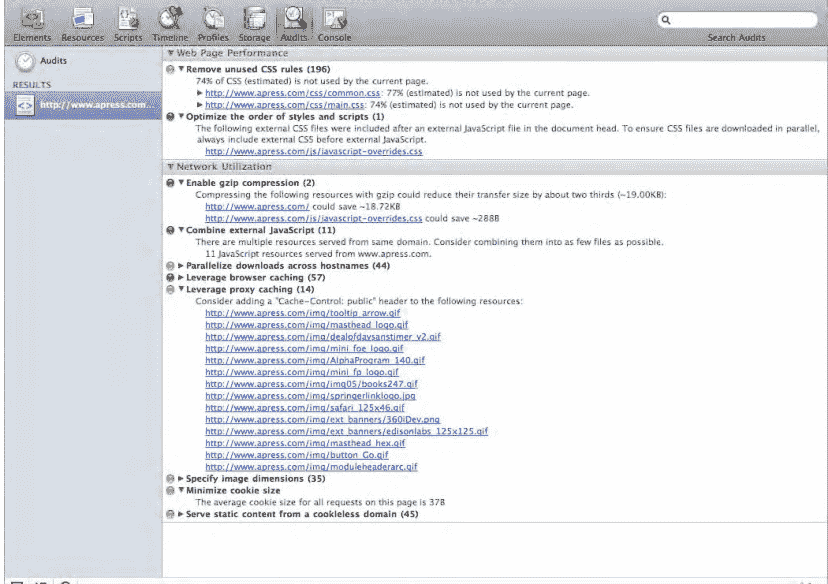 Elements Resources Scripts Timeline Profiles Storage Audits Console
Search Audits
Audits
RESULTS
http://www.apress.com...
Web Page Performance
Remove unused CSS rules (196)
74% of CSS (estimated) is not used by the current page.
http://www.apress.com/css/common.css: 77% (estimated) is not used by the current page.
http://www.apress.com/css/main.css: 74% (estimated) is not used by the current page.
Optimize the order of styles and scripts (1)
The following external CSS files were included after an external JavaScript file in the document head. To ensure CSS files are downloaded in parallel,
always include external CSS before external JavaScript.
http://www.apress.com/js/javascript-overrides.css
Network Utilization
Enable gzip compression (2)
Compressing the following resources with gzip could reduce their transfer size by about two thirds (~19.00KB):
http://www.apress.com/ could save ~18.72KB
http://www.apress.com/js/javascript-overrides.css could save ~288B
Combine external JavaScript (11)
There are multiple resources served from same domain. Consider combining them into as few files as possible.
11 JavaScript resources served from www.apress.com.
Parallelize downloads across hostnames (44)
Leverage browser caching (57)
Leverage proxy caching (14)
Consider adding a "Cache-Control: public" header to the following resources:
http://www.apress.com/img/tooltip_arrow.gif
http://www.apress.com/img/masthead_logo.gif
http://www.apress.com/img/dealofdaysanstimer_v2.gif
http://www.apress.com/img/mini_foe_logo.gif
http://www.apress.com/img/AlphaProgram_140.gif
http://www.apress.com/img/mini_fp_logo.gif
http://www.apress.com/img/img05/books247.gif
http://www.apress.com/img/springerlinklogo.jpg
http://www.apress.com/img/safari_125x46.gif
http://www.apress.com/img/ext_banners/360iDev.png
http://www.apress.com/img/ext_banners/edisonlabs_125x125.gif
http://www.apress.com/img/masthead_hex.gif
http://www.apress.com/img/button_Go.gif
http://www.apress.com/img/moduleheaderarc.gif
Specify image dimensions (35)
Minimize cookie size
The average cookie size for all requests on this page is 37B
Serve static content from a cookieless domain (45)